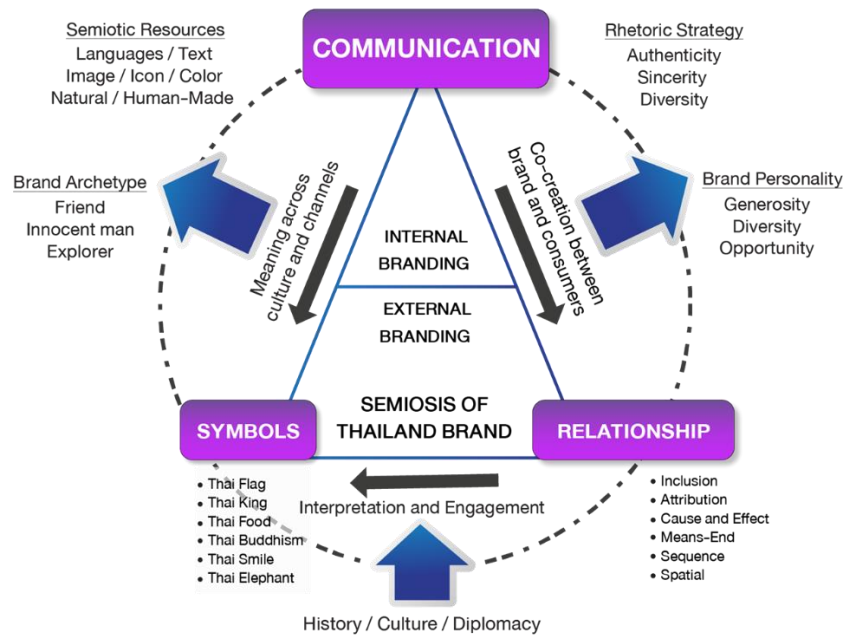 Semiotic Resources
Languages / Text
Image / Icon / Color
Natural / Human-Made
COMMUNICATION
Rhetoric Strategy
Authenticity
Sincerity
Diversity
Brand Archetype
Friend
Innocent man
Explorer
Meaning across
culture and channels
Co-creation between
brand and consumers
Brand Personality
Generosity
Diversity
Opportunity
INTERNAL
BRANDING
EXTERNAL
BRANDING
SEMIOSIS OF
THAILAND BRAND
SYMBOLS
RELATIONSHIP
• Thai Flag
• Thai King
• Thai Food
• Thai Buddhism
• Thai Smile
• Thai Elephant
Interpretation and Engagement
• Inclusion
• Attribution
• Cause and Effect
• Means-End
• Sequence
• Spatial
History / Culture / Diplomacy